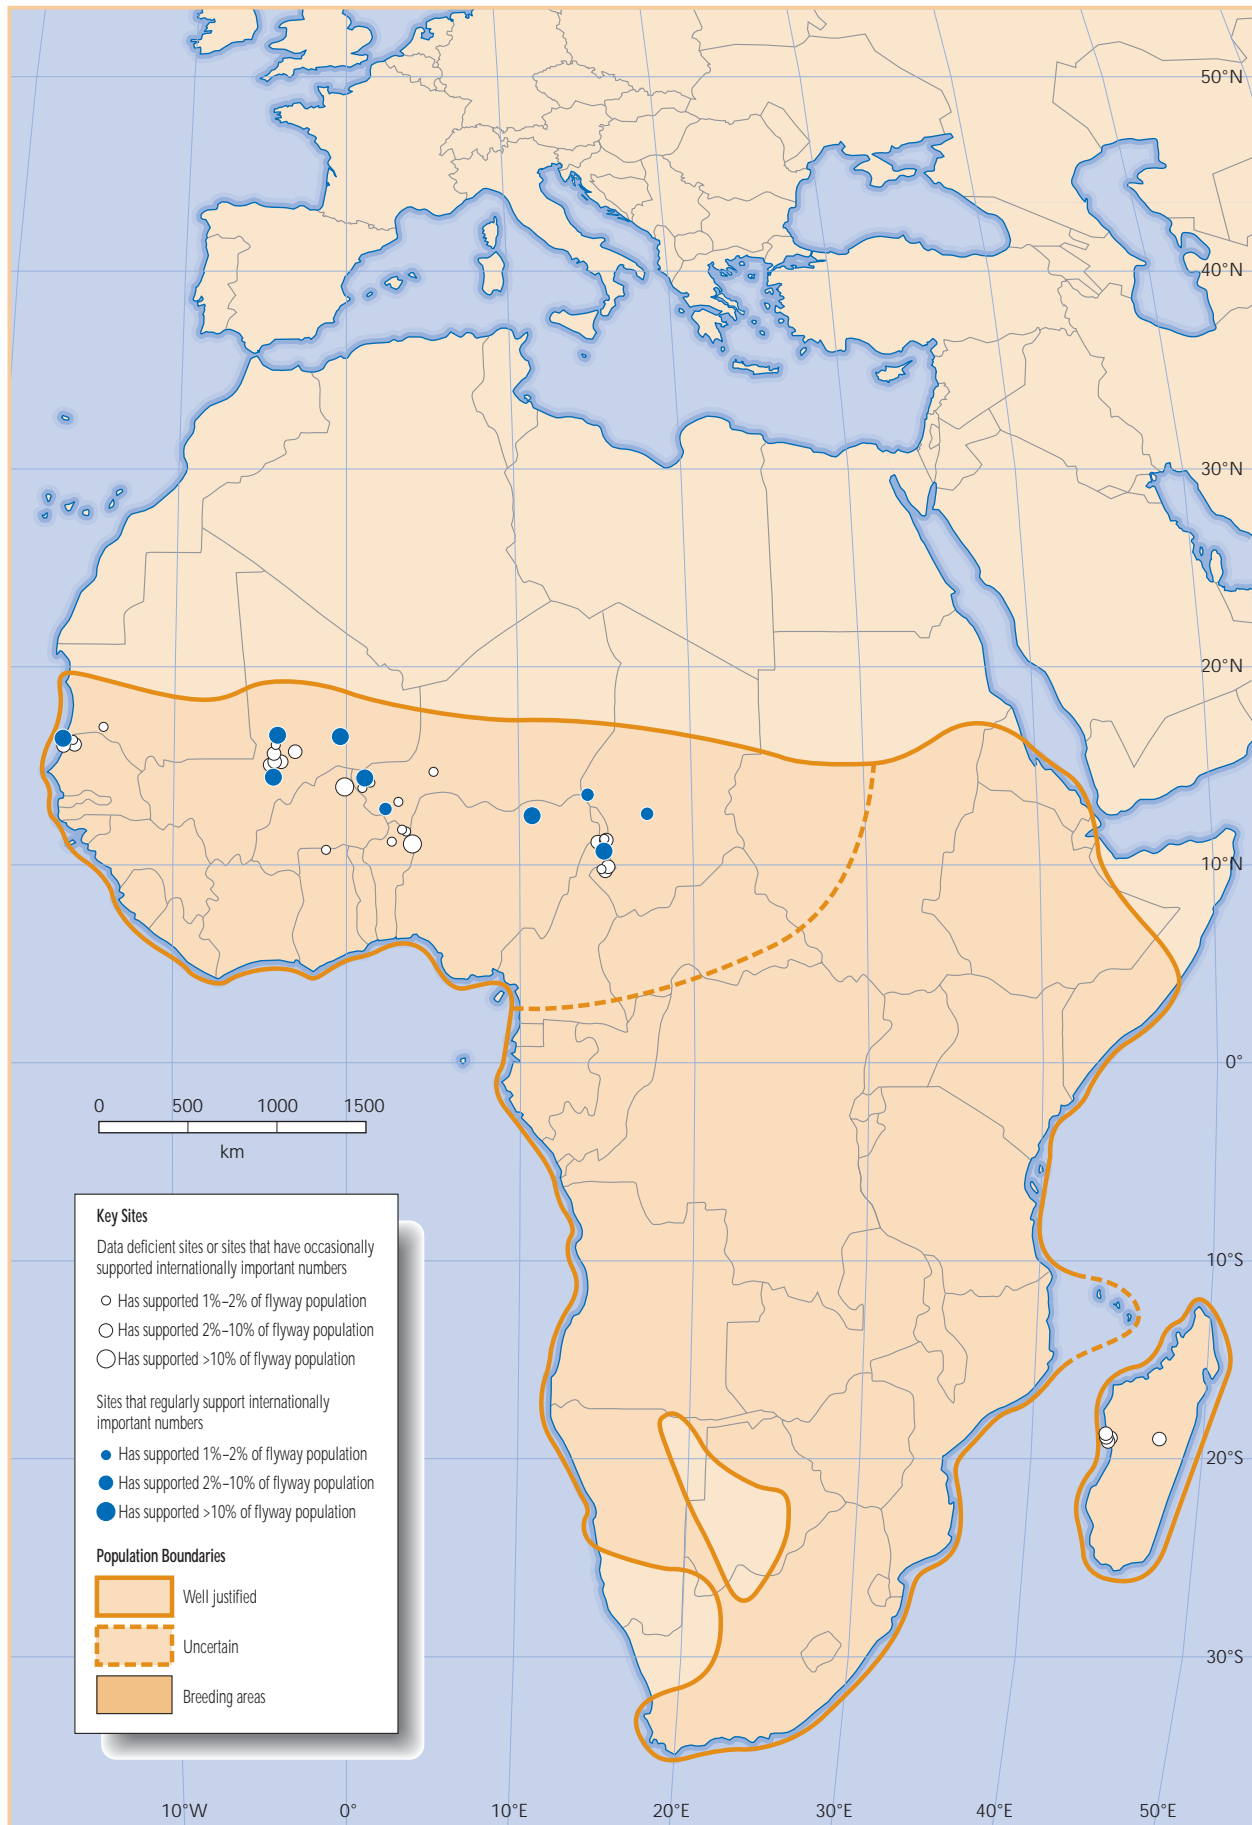 50°N
40°N
30°N
20°N
10°N
0°
0 500 1000 1500
km
Key Sites
Data deficient sites or sites that have occasionally
supported internationally important numbers
Has supported 1%–2% of flyway population
Has supported 2%–10% of flyway population
Has supported >10% of flyway population
Sites that regularly support internationally
important numbers
Has supported 1%–2% of flyway population
Has supported 2%–10% of flyway population
Has supported >10% of flyway population
Population Boundaries
Well justified
Uncertain
Breeding areas
10°S
20°S
30°S
10°W 0° 10°E 20°E 30°E 40°E 50°E